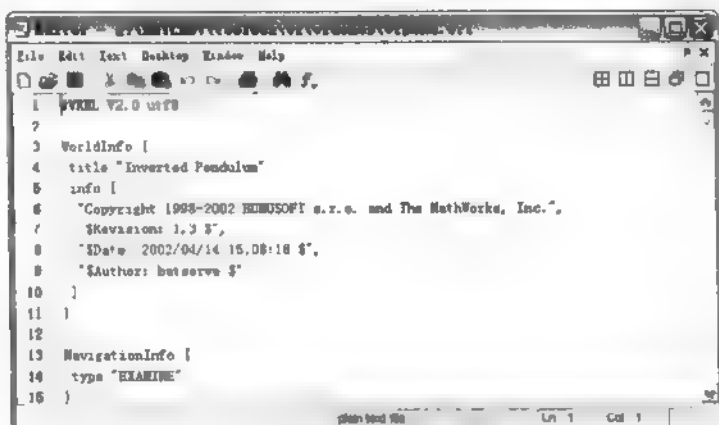 File Edit Text Desktop Window Help
1 #VRML V2.0 utf8
2
3 WorldInfo {
4 title "Inverted Pendulum"
5 info [
6 "Copyright 1998-2002 HUMUSOFT s.r.o. and The MathWorks, Inc.",
7 "$Revision: 1.3 $",
8 "$Date 2002/04/14 15:08:16 $",
9 "$Author: batserve $"
10 ]
11 }
12
13 NavigationInfo {
14 type "EXAMINE"
15 }
plain text file Ln 1 Col 1